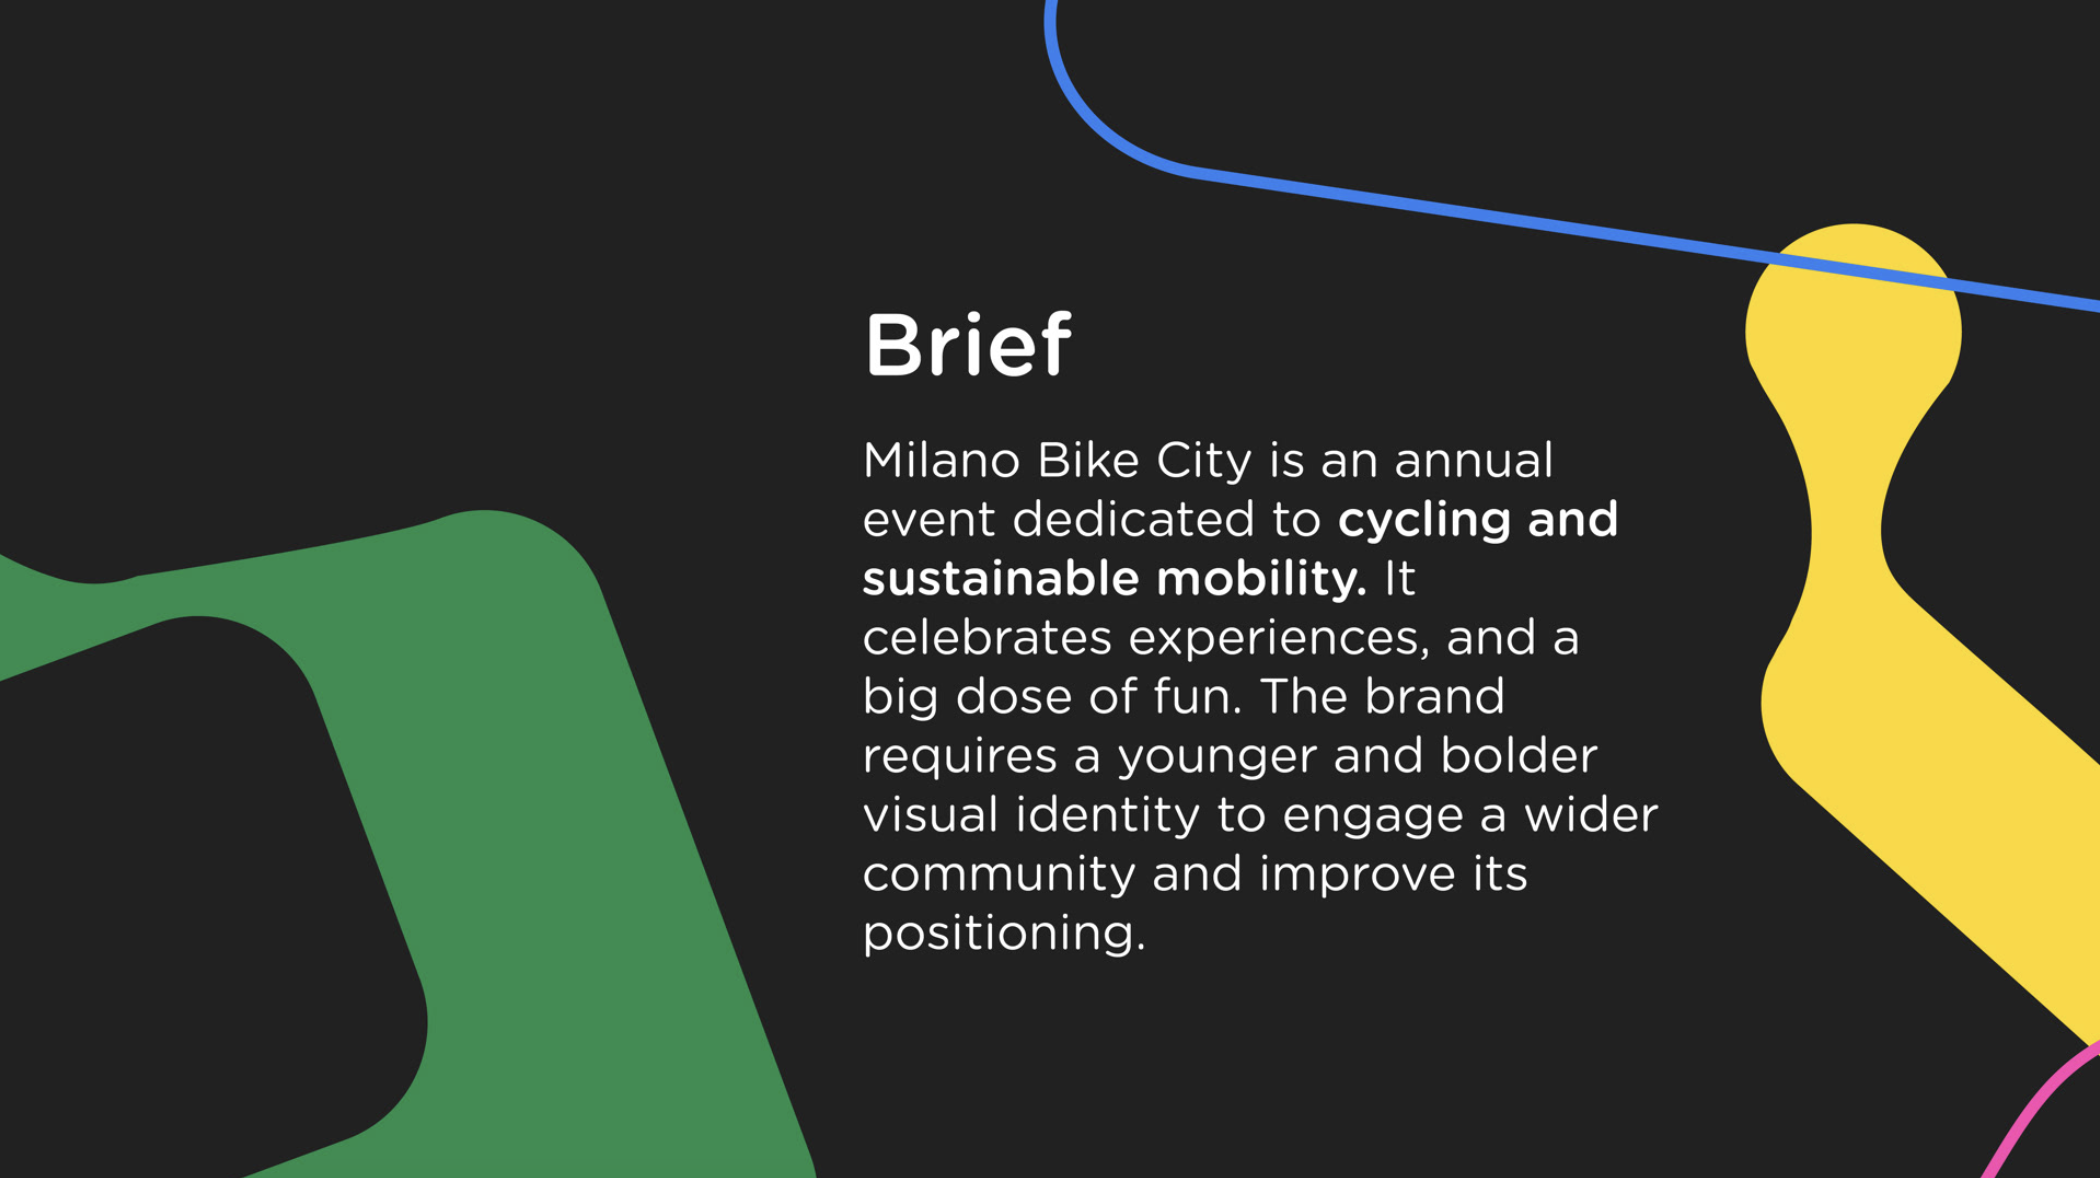 Brief
Milano Bike City is an annual
event dedicated to cycling and
sustainable mobility. It
celebrates experiences, and a
big dose of fun. The brand
requires a younger and bolder
visual identity to engage a wider
community and improve its
positioning.